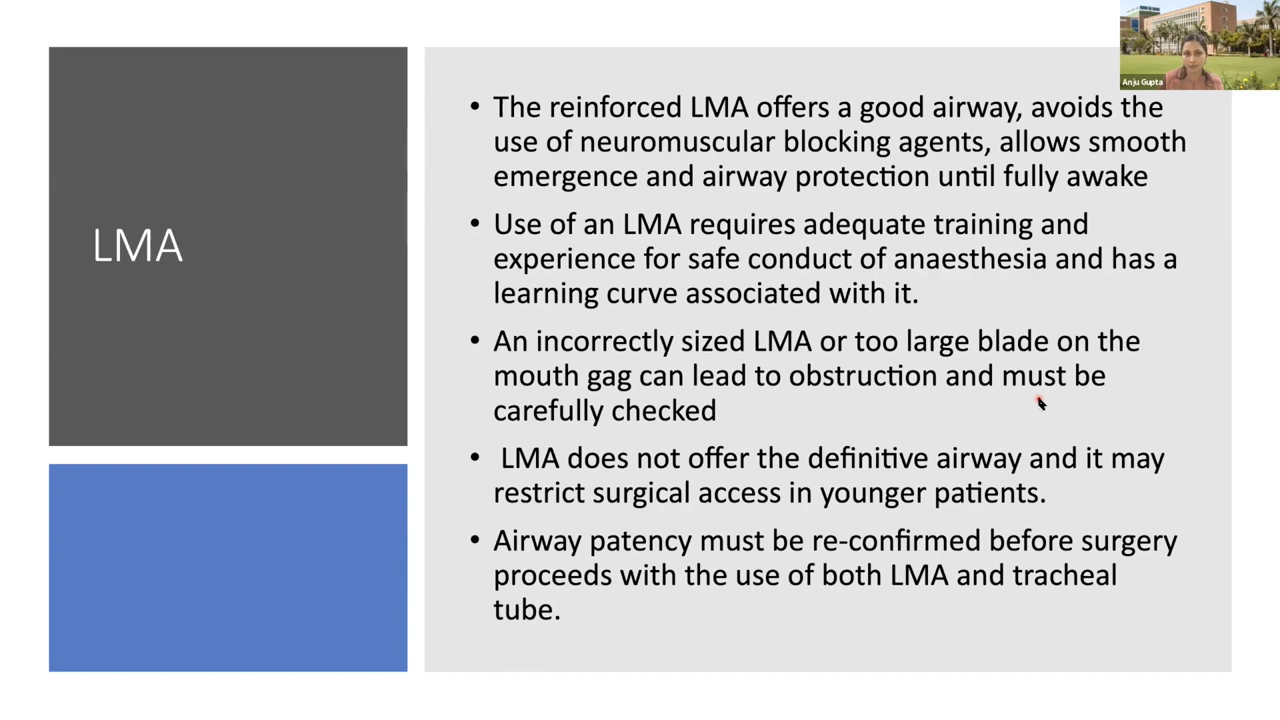 Anju Gupta
LMA
• The reinforced LMA offers a good airway, avoids the
use of neuromuscular blocking agents, allows smooth
emergence and airway protection until fully awake
• Use of an LMA requires adequate training and
experience for safe conduct of anaesthesia and has a
learning curve associated with it.
• An incorrectly sized LMA or too large blade on the
mouth gag can lead to obstruction and must be
carefully checked
• LMA does not offer the definitive airway and it may
restrict surgical access in younger patients.
• Airway patency must be re-confirmed before surgery
proceeds with the use of both LMA and tracheal
tube.